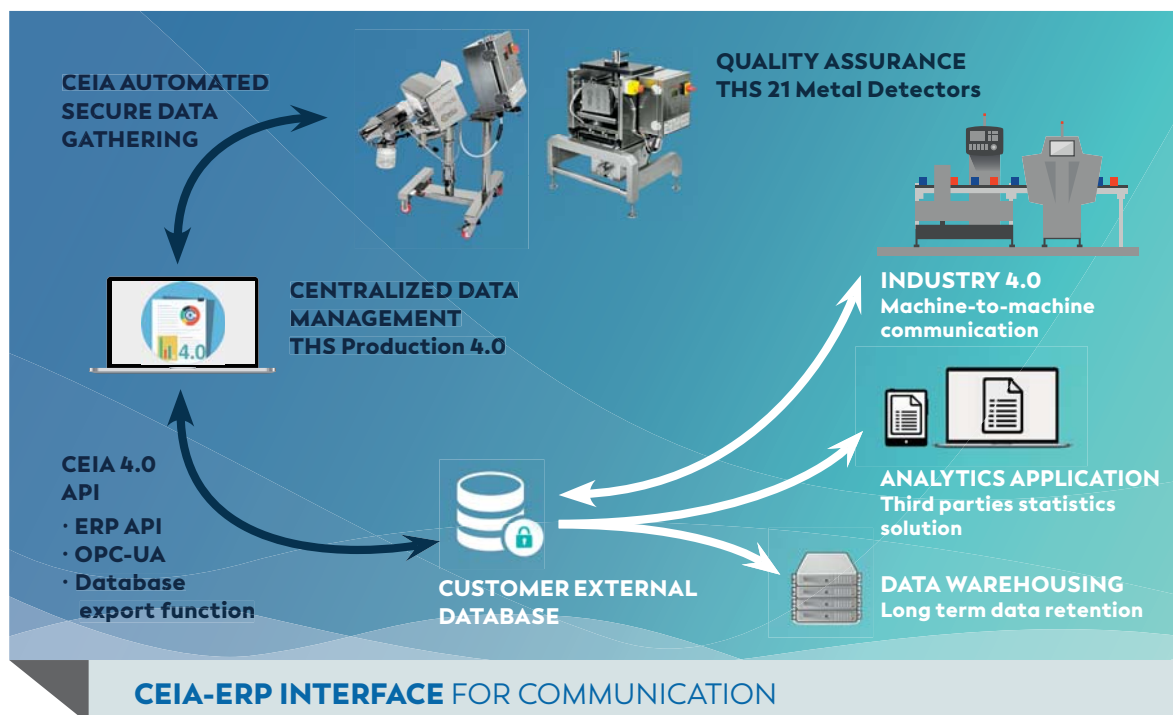 CEIA AUTOMATED
SECURE DATA
GATHERING
QUALITY ASSURANCE
THS 21 Metal Detectors
4.0
CENTRALIZED DATA
MANAGEMENT
THS Production 4.0
INDUSTRY 4.0
Machine-to-machine
communication
CEIA 4.0
API
· ERP API
· OPC-UA
· Database
export function
CUSTOMER EXTERNAL
DATABASE
ANALYTICS APPLICATION
Third parties statistics
solution
DATA WAREHOUSING
Long term data retention
CEIA-ERP INTERFACE FOR COMMUNICATION